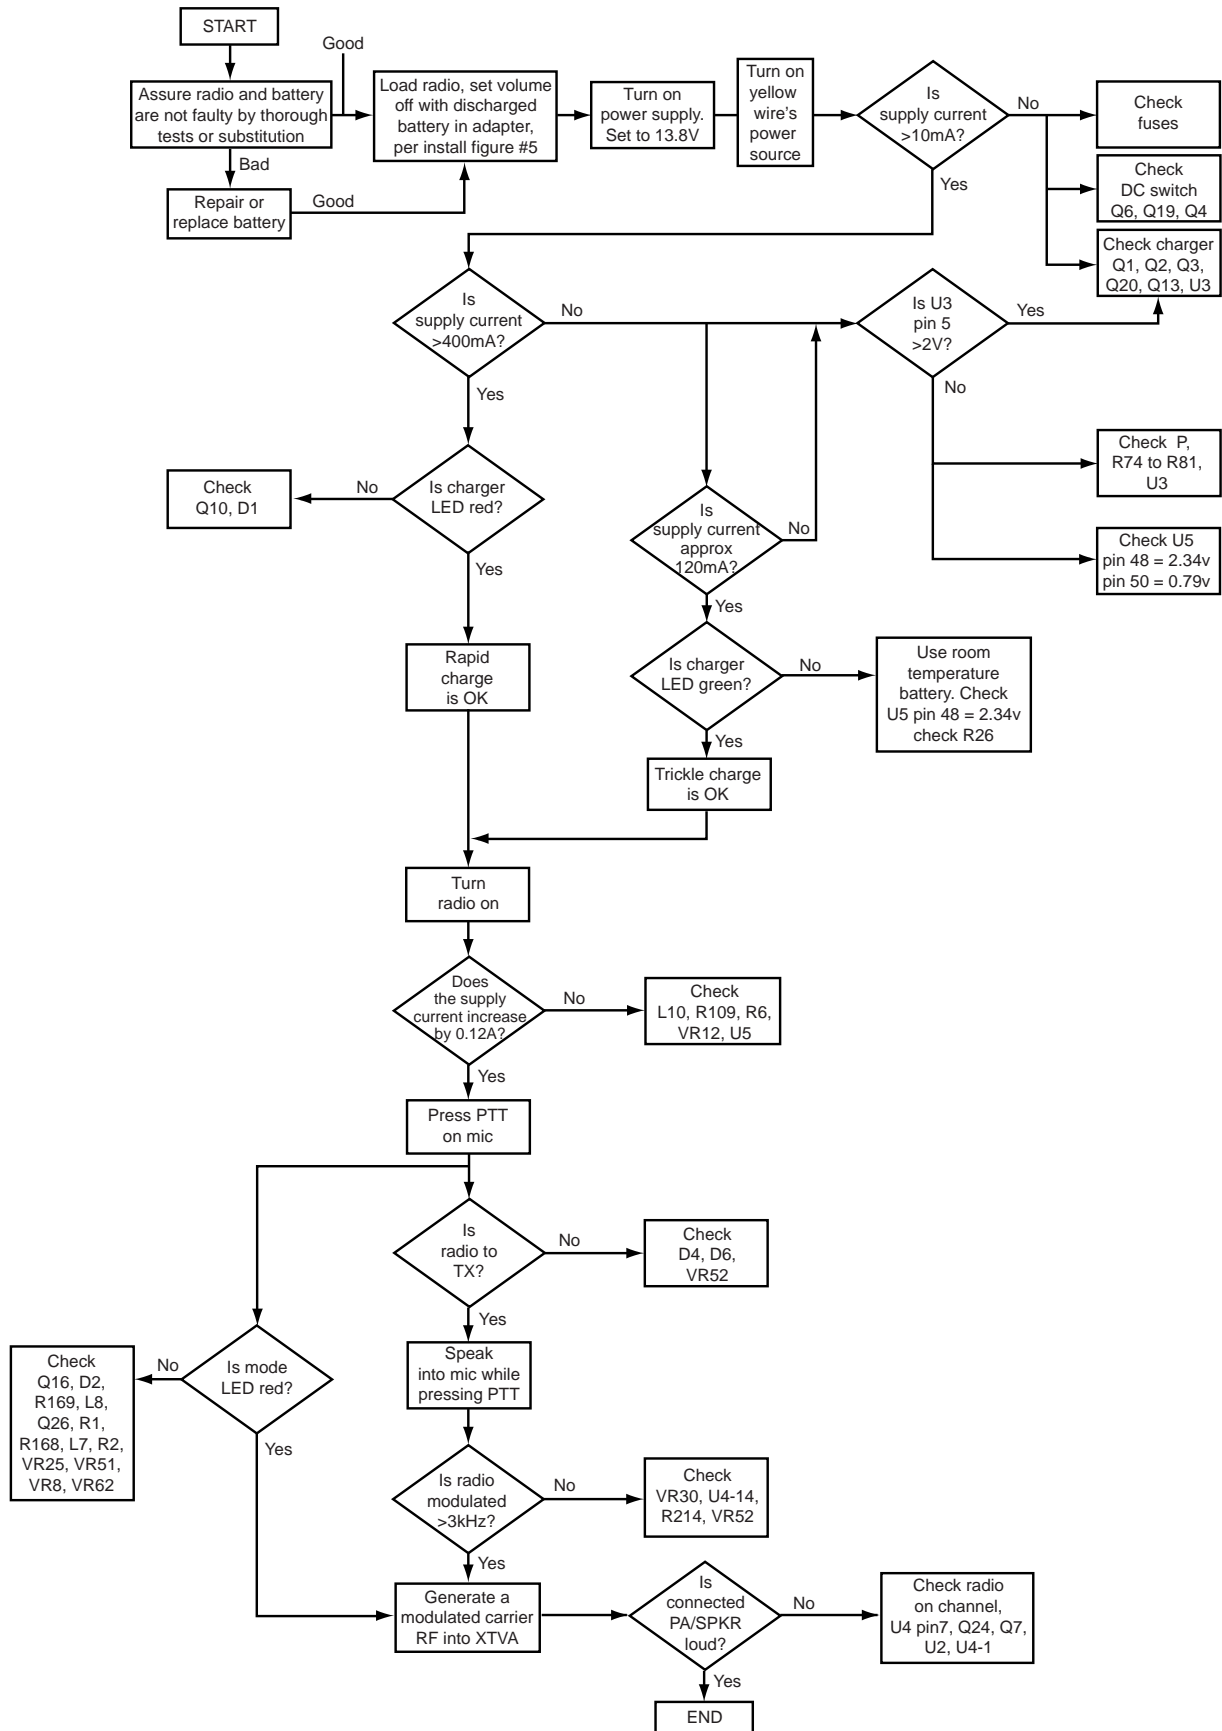 START
Good
Assure radio and battery
are not faulty by thorough
tests or substitution
Load radio, set volume
off with discharged
battery in adapter,
per install figure #5
Turn on
power supply.
Set to 13.8V
Turn on
yellow
wire's
power
source
Is
supply current
>10mA?
No
Check
fuses
Bad
Repair or
replace battery
Good
Yes
Check
DC switch
Q6, Q19, Q4
Check charger
Q1, Q2, Q3,
Q20, Q13, U3
Is
supply current
>400mA?
No
Is U3
pin 5
>2V?
Yes
Yes
No
Check P,
R74 to R81,
U3
Check
Q10, D1
No
Is charger
LED red?
Is
supply current
approx
120mA?
No
Check U5
pin 48 = 2.34v
pin 50 = 0.79v
Yes
Yes
Rapid
charge
is OK
Is charger
LED green?
No
Use room
temperature
battery. Check
U5 pin 48 = 2.34v
check R26
Yes
Trickle charge
is OK
Turn
radio on
Does
the supply
current increase
by 0.12A?
No
Check
L10, R109, R6,
VR12, U5
Yes
Press PTT
on mic
Is
radio to
TX?
No
Check
D4, D6,
VR52
Yes
Check
Q16, D2,
R169, L8,
Q26, R1,
R168, L7, R2,
VR25, VR51,
VR8, VR62
No
Is mode
LED red?
Speak
into mic while
pressing PTT
Yes
Is radio
modulated
>3kHz?
No
Check
VR30, U4-14,
R214, VR52
Yes
Generate a
modulated carrier
RF into XTVA
Is
connected
PA/SPKR
loud?
No
Check radio
on channel,
U4 pin7, Q24, Q7,
U2, U4-1
Yes
END